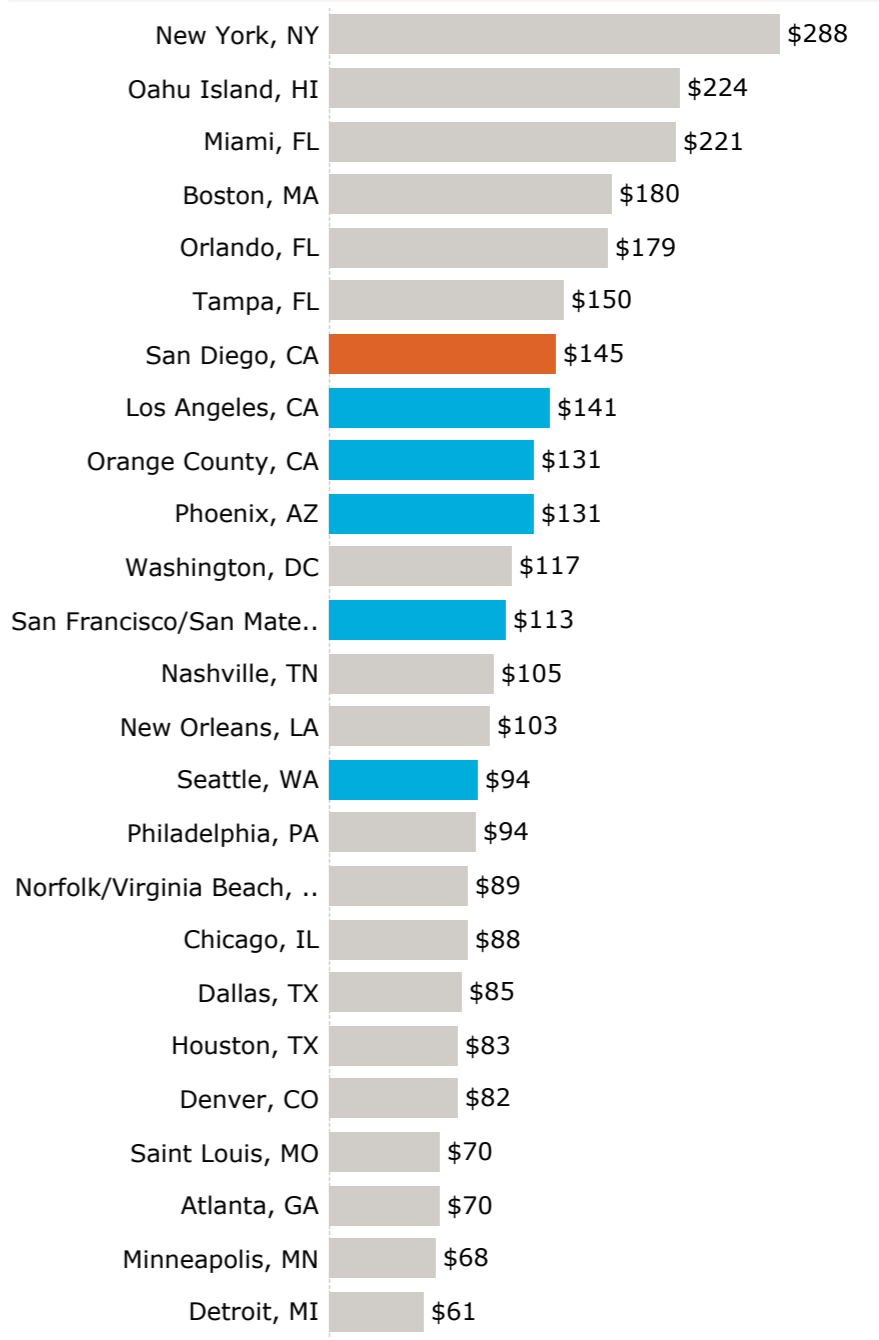 New York, NY $288
Oahu Island, HI $224
Miami, FL $221
Boston, MA $180
Orlando, FL $179
Tampa, FL $150
San Diego, CA $145
Los Angeles, CA $141
Orange County, CA $131
Phoenix, AZ $131
Washington, DC $117
San Francisco/San Mate.. $113
Nashville, TN $105
New Orleans, LA $103
Seattle, WA $94
Philadelphia, PA $94
Norfolk/Virginia Beach, .. $89
Chicago, IL $88
Dallas, TX $85
Houston, TX $83
Denver, CO $82
Saint Louis, MO $70
Atlanta, GA $70
Minneapolis, MN $68
Detroit, MI $61